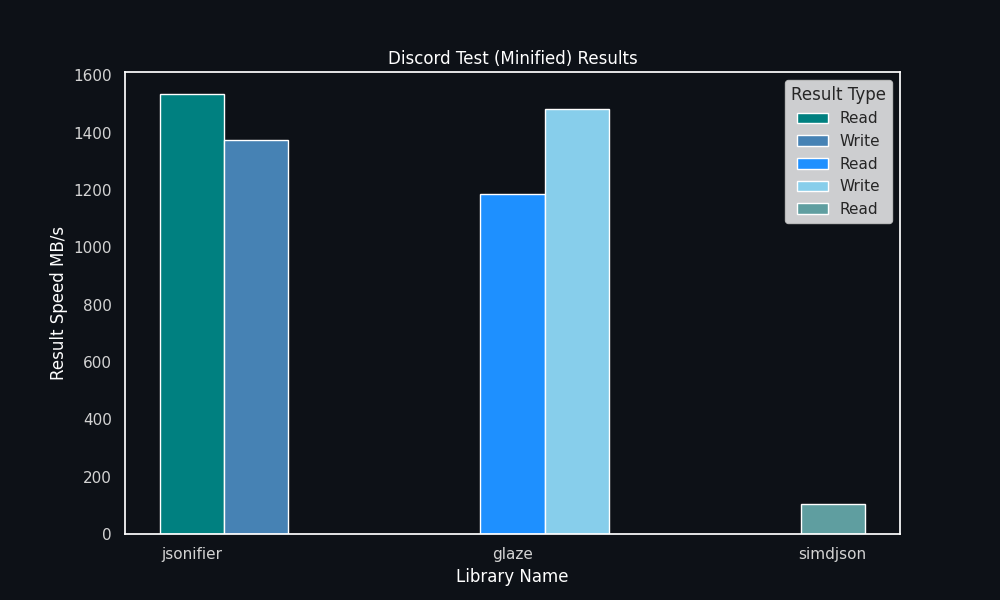 Discord Test (Minified) Results
Result Speed MB/s
1600
1400
1200
1000
800
600
400
200
0
Result Type
Read
Write
Read
Write
Read
jsonifier glaze simdjson
Library Name